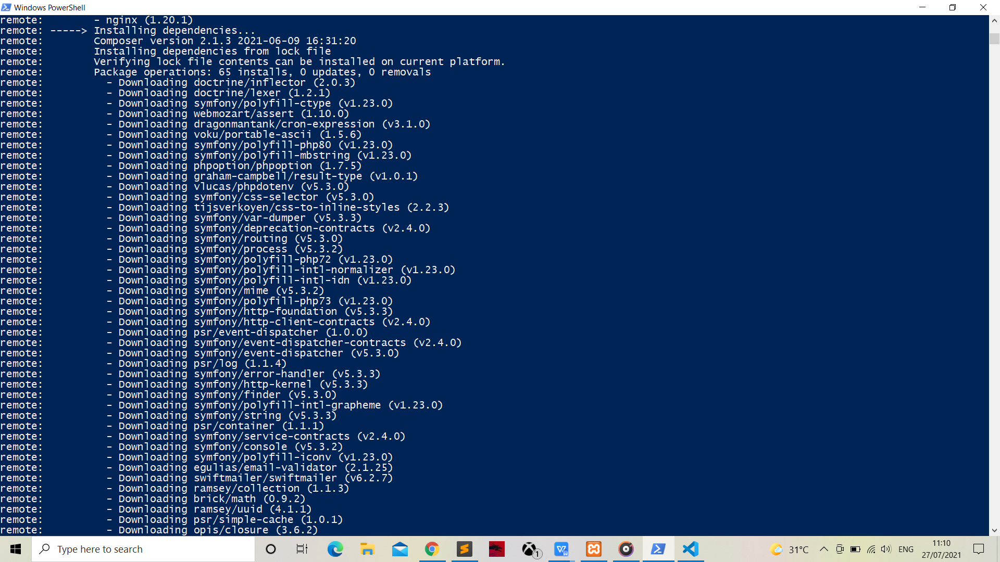 Windows PowerShell
remote:        - nginx (1.20.1)
remote: -----> Installing dependencies...
remote:        Composer version 2.1.3 2021-06-09 16:31:20
remote:        Installing dependencies from lock file
remote:        Verifying lock file contents can be installed on current platform.
remote:        Package operations: 65 installs, 0 updates, 0 removals
remote:          - Downloading doctrine/inflector (2.0.3)
remote:          - Downloading doctrine/lexer (1.2.1)
remote:          - Downloading symfony/polyfill-ctype (v1.23.0)
remote:          - Downloading webmozart/assert (1.10.0)
remote:          - Downloading dragonmantank/cron-expression (v3.1.0)
remote:          - Downloading voku/portable-ascii (1.5.6)
remote:          - Downloading symfony/polyfill-php80 (v1.23.0)
remote:          - Downloading symfony/polyfill-mbstring (v1.23.0)
remote:          - Downloading phpoption/phpoption (1.7.5)
remote:          - Downloading graham-campbell/result-type (v1.0.1)
remote:          - Downloading vlucas/phpdotenv (v5.3.0)
remote:          - Downloading symfony/css-selector (v5.3.0)
remote:          - Downloading tijsverkoyen/css-to-inline-styles (2.2.3)
remote:          - Downloading symfony/var-dumper (v5.3.3)
remote:          - Downloading symfony/deprecation-contracts (v2.4.0)
remote:          - Downloading symfony/routing (v5.3.0)
remote:          - Downloading symfony/process (v5.3.2)
remote:          - Downloading symfony/polyfill-php72 (v1.23.0)
remote:          - Downloading symfony/polyfill-intl-normalizer (v1.23.0)
remote:          - Downloading symfony/polyfill-intl-idn (v1.23.0)
remote:          - Downloading symfony/mime (v5.3.2)
remote:          - Downloading symfony/polyfill-php73 (v1.23.0)
remote:          - Downloading symfony/http-foundation (v5.3.3)
remote:          - Downloading symfony/http-client-contracts (v2.4.0)
remote:          - Downloading psr/event-dispatcher (1.0.0)
remote:          - Downloading symfony/event-dispatcher-contracts (v2.4.0)
remote:          - Downloading symfony/event-dispatcher (v5.3.0)
remote:          - Downloading psr/log (1.1.4)
remote:          - Downloading symfony/error-handler (v5.3.3)
remote:          - Downloading symfony/http-kernel (v5.3.3)
remote:          - Downloading symfony/finder (v5.3.0)
remote:          - Downloading symfony/polyfill-intl-grapheme (v1.23.0)
remote:          - Downloading symfony/string (v5.3.3)
remote:          - Downloading psr/container (1.1.1)
remote:          - Downloading symfony/service-contracts (v2.4.0)
remote:          - Downloading symfony/console (v5.3.2)
remote:          - Downloading symfony/polyfill-iconv (v1.23.0)
remote:          - Downloading egulias/email-validator (2.1.25)
remote:          - Downloading swiftmailer/swiftmailer (v6.2.7)
remote:          - Downloading ramsey/collection (1.1.3)
remote:          - Downloading brick/math (0.9.2)
remote:          - Downloading ramsey/uuid (4.1.1)
remote:          - Downloading psr/simple-cache (1.0.1)
remote:          - Downloading opis/closure (3.6.2)
Type here to search
1
31°C
ENG
11:10
27/07/2021